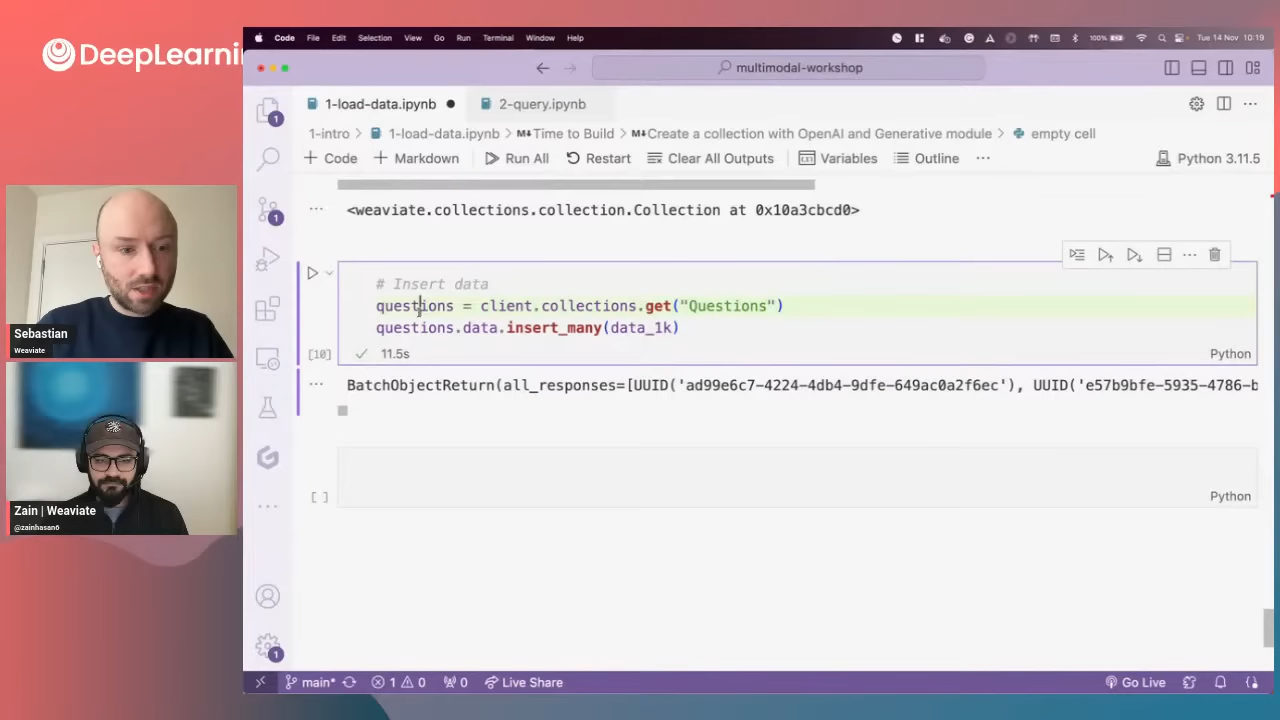 DeepLearnin
Code File Edit Selection View Go Run Terminal Window Help 100% Tue 14 Nov 10:19
multimodal-workshop
1-load-data.ipynb 2-query.ipynb
1-intro > 1-load-data.ipynb > M↓Time to Build > M↓Create a collection with OpenAI and Generative module > empty cell
+ Code + Markdown Run All Restart Clear All Outputs Variables Outline ... Python 3.11.5
... <weaviate.collections.collection.Collection at 0x10a3cbcd0>
# Insert data
questions = client.collections.get("Questions")
questions.data.insert_many(data_1k)
[10] 11.5s Python
... BatchObjectReturn(all_responses=[UUID('ad99e6c7-4224-4db4-9dfe-649ac0a2f6ec'), UUID('e57b9bfe-5935-4786-b
[ ] Python
1
1
1
main* 1 0 0 Live Share Go Live
Sebastian
Weaviate
Zain | Weaviate
@zainhasan6